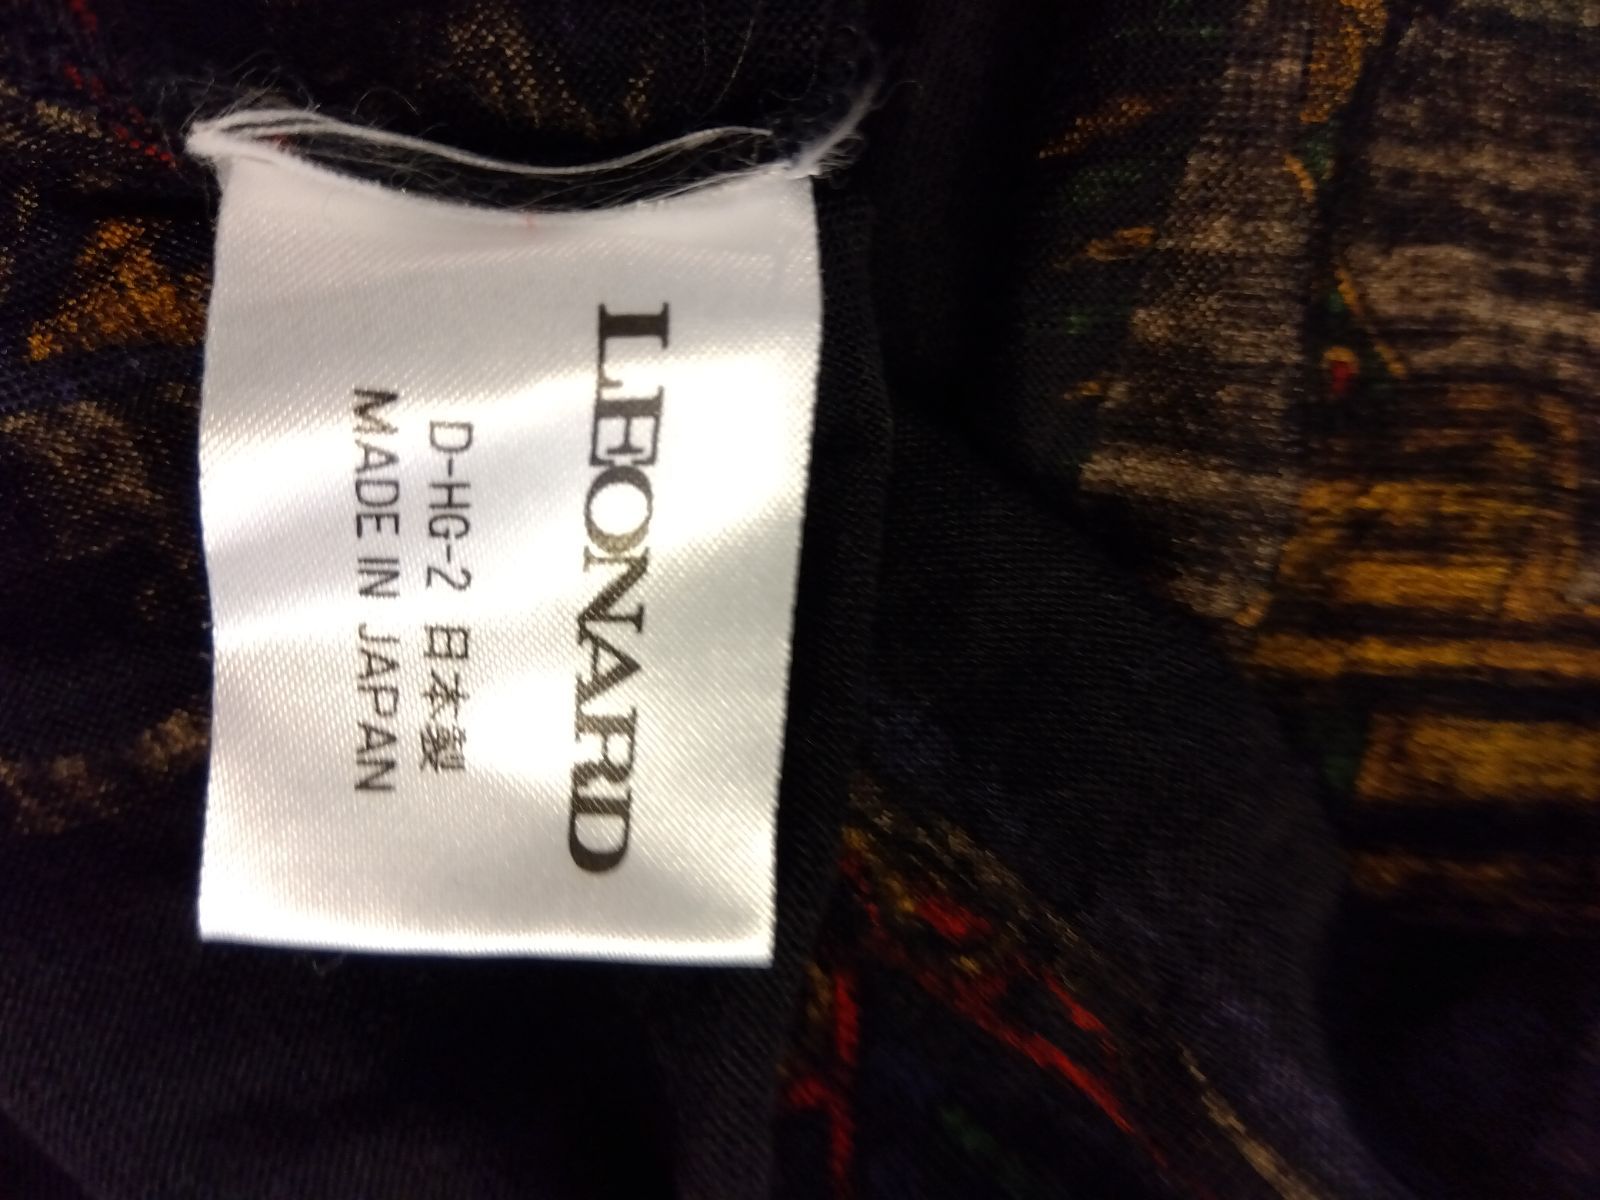 LEONARD
D-HG-2 日本製
MADE IN JAPAN